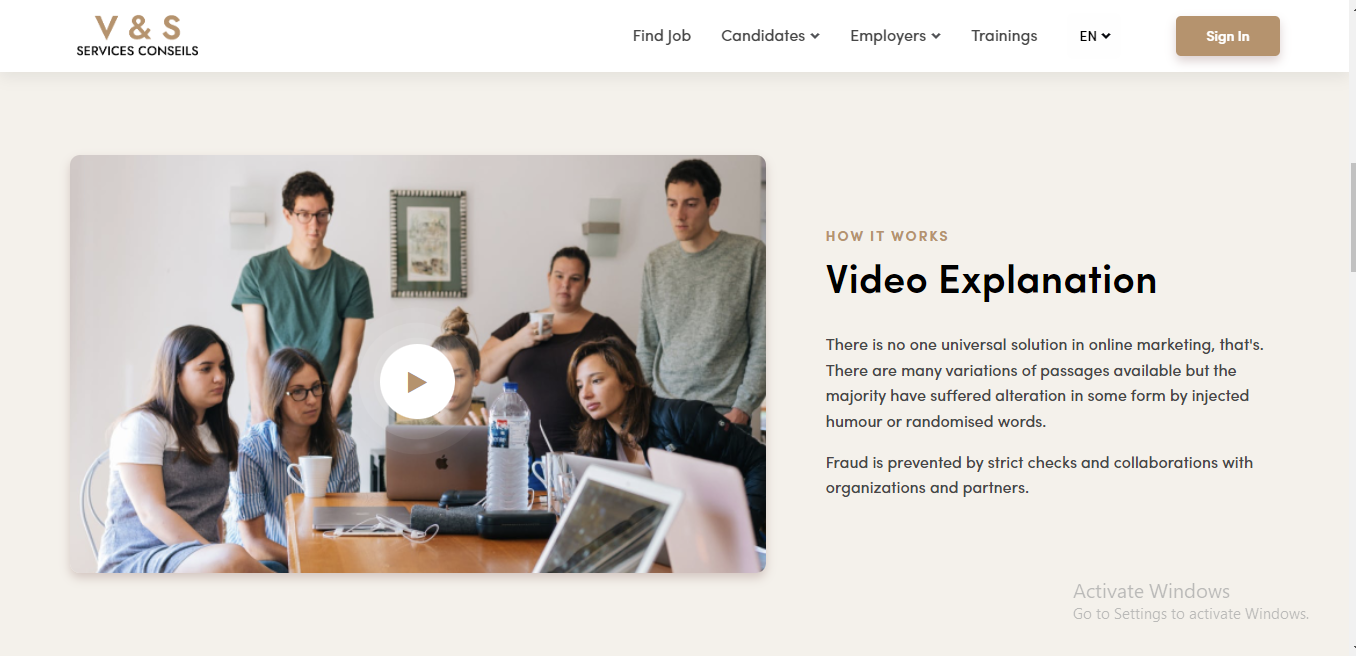 V & S
SERVICES CONSEILS
Find Job
Candidates
Employers
Trainings
EN
Sign In
HOW IT WORKS
Video Explanation
There is no one universal solution in online marketing, that's.
There are many variations of passages available but the
majority have suffered alteration in some form by injected
humour or randomised words.
Fraud is prevented by strict checks and collaborations with
organizations and partners.
Activate Windows
Go to Settings to activate Windows.